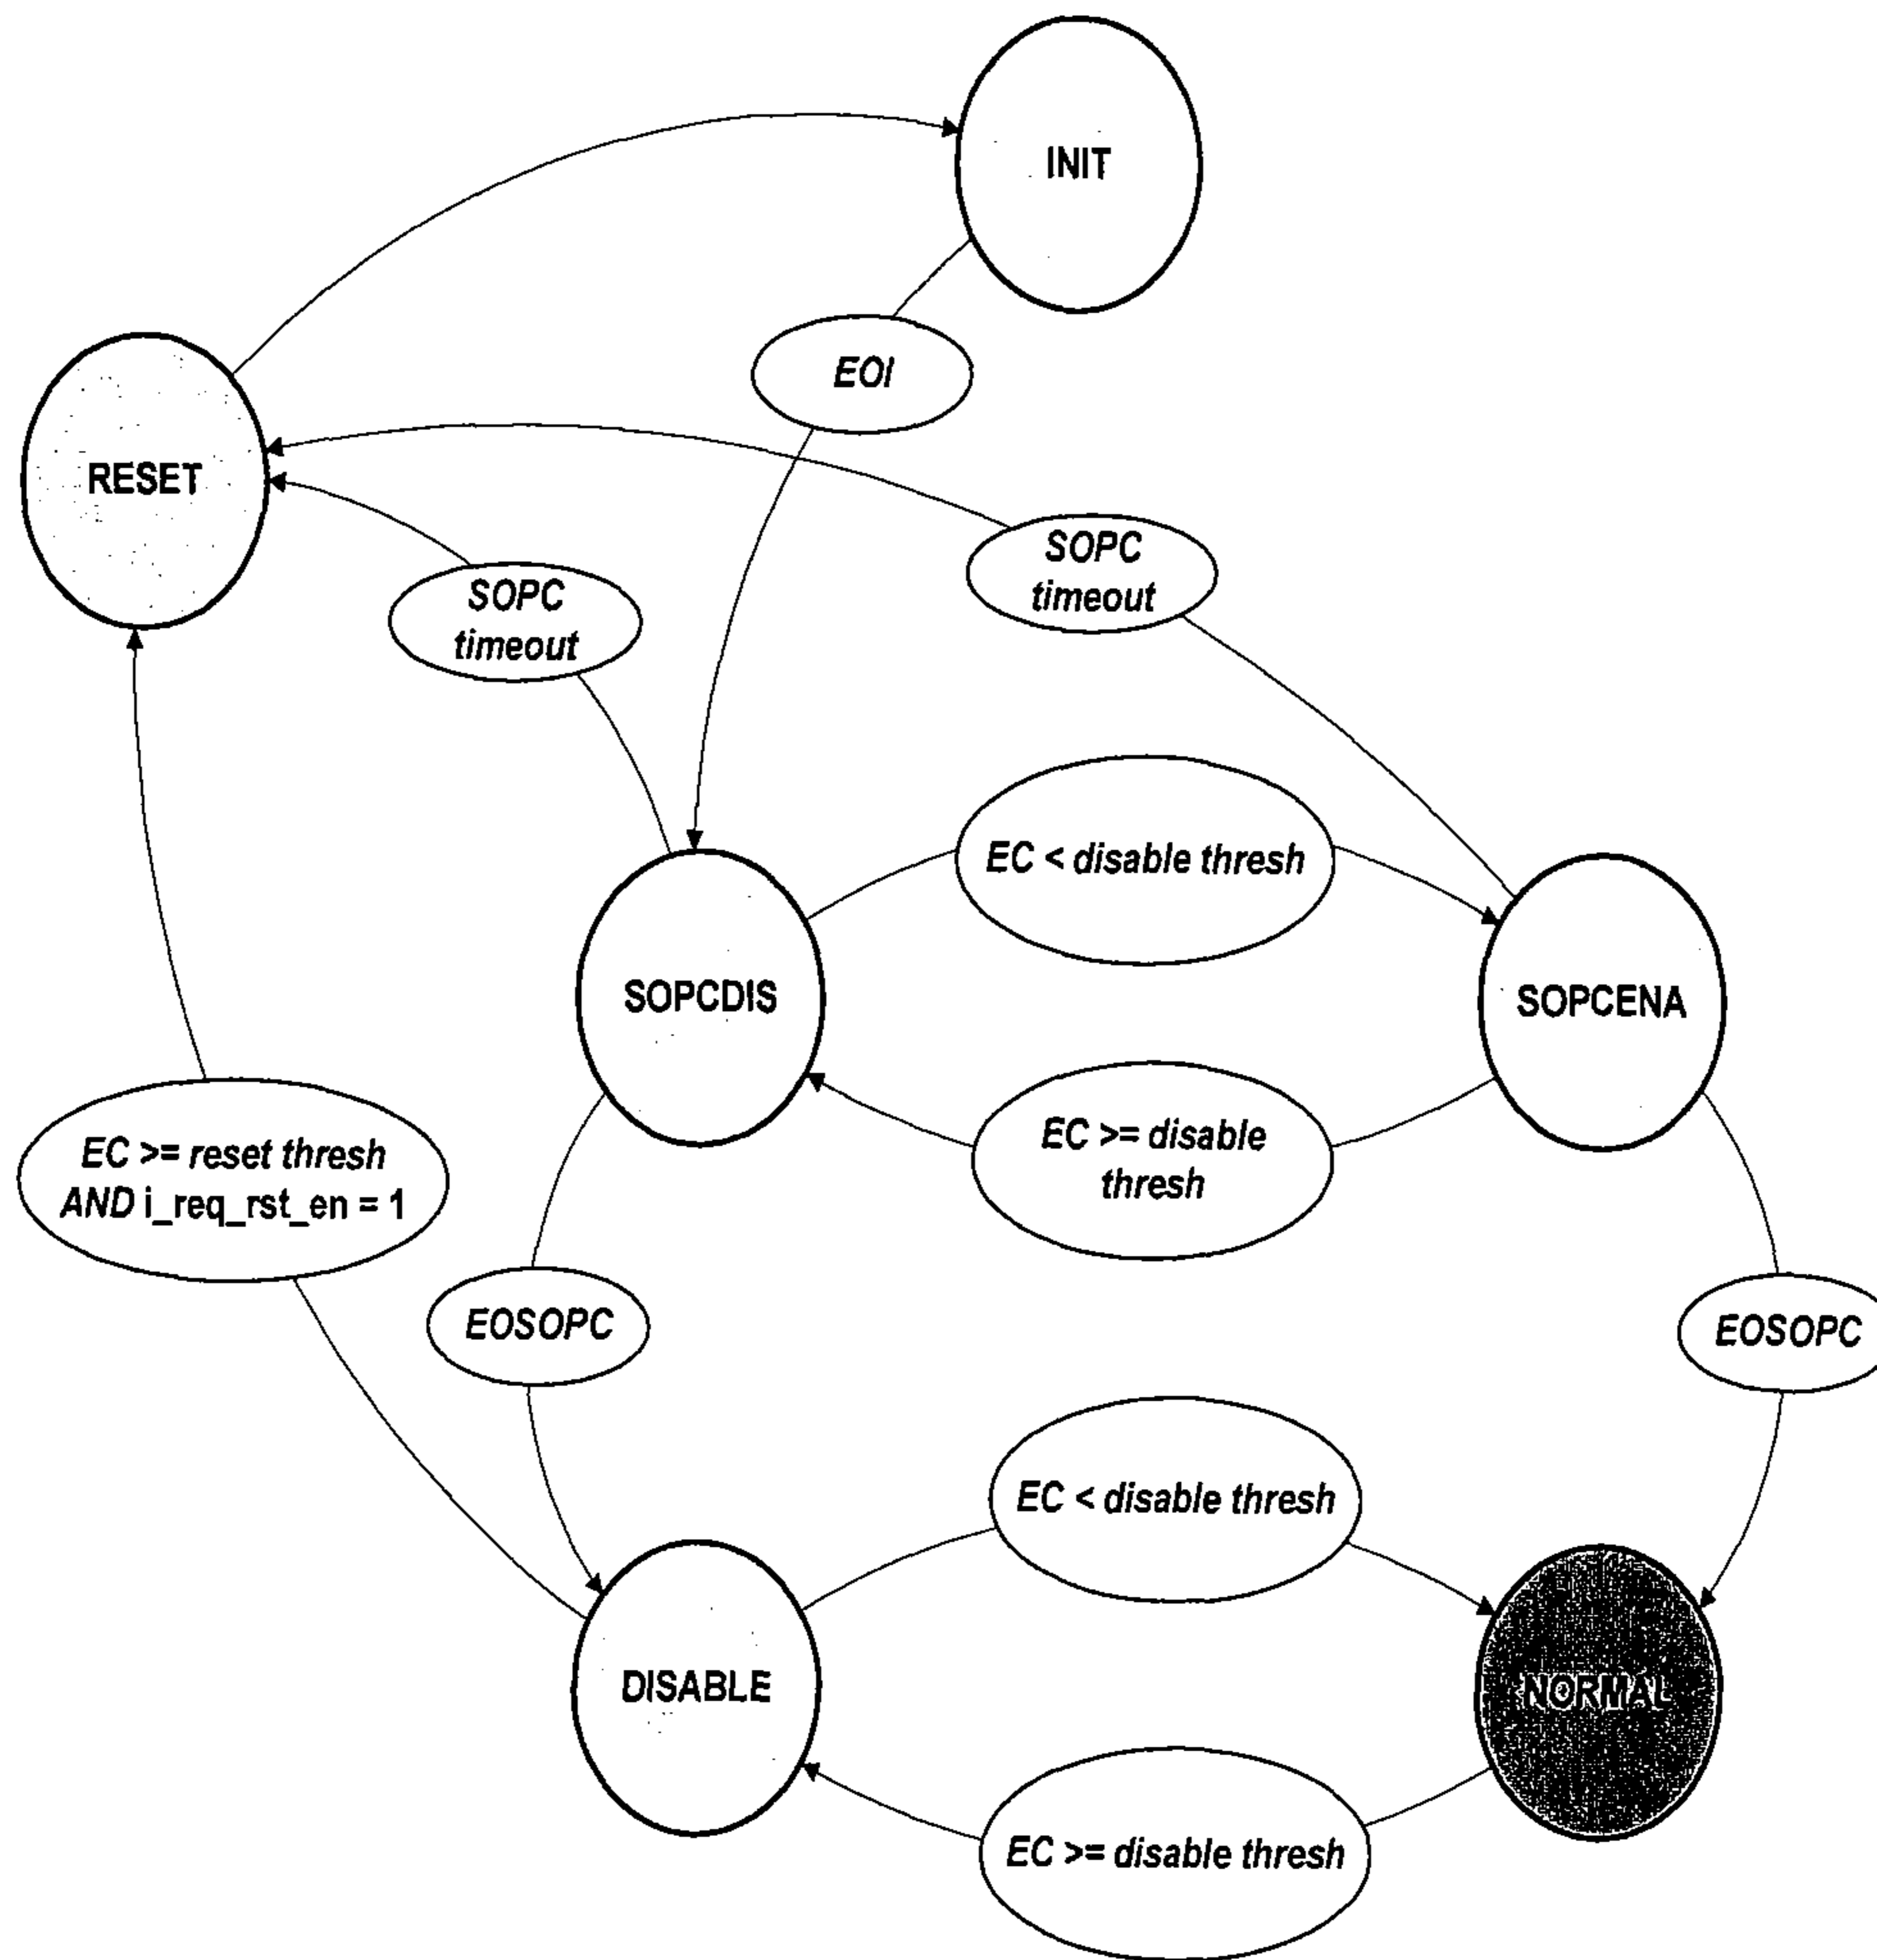 INIT
EOI
RESET
SOPC
timeout
SOPC
timeout
EC < disable thresh
SOPCDIS
SOPCENA
EC >= disable
thresh
EC >= reset thresh
AND i_req_rst_en = 1
EOSOPC
EOSOPC
EC < disable thresh
DISABLE
NORMAL
EC >= disable thresh